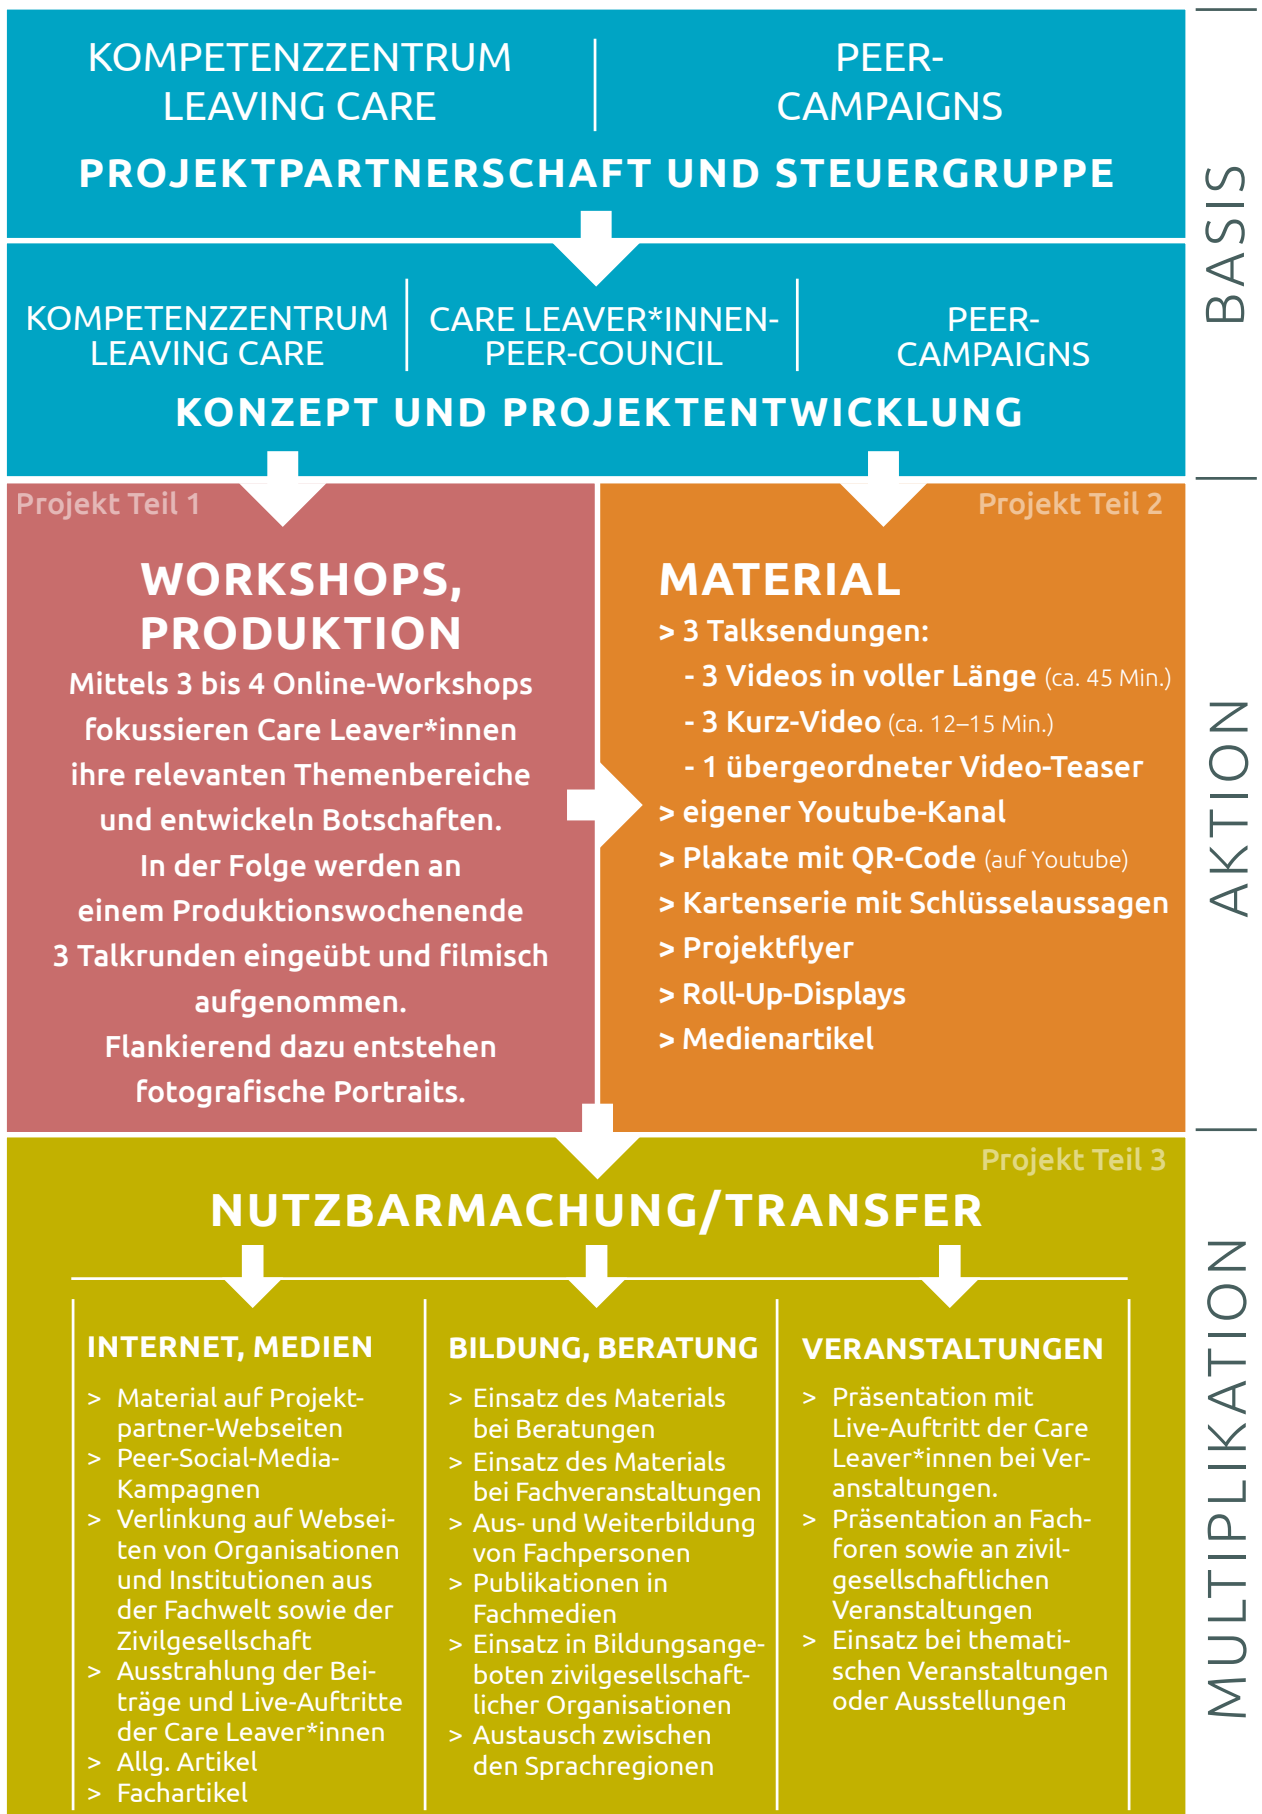 KOMPETENZZENTRUM
LEAVING CARE
PEER-
CAMPAIGNS
PROJEKTPARTNERSCHAFT UND STEUERGRUPPE
KOMPETENZZENTRUM
LEAVING CARE
CARE LEAVER*INNEN-
PEER-COUNCIL
PEER-
CAMPAIGNS
KONZEPT UND PROJEKTENTWICKLUNG
BASIS
Projekt Teil 1
WORKSHOPS,
PRODUKTION
Mittels 3 bis 4 Online-Workshops
fokussieren Care Leaver*innen
ihre relevanten Themenbereiche
und entwickeln Botschaften.
In der Folge werden an
einem Produktionswochenende
3 Talkrunden eingeübt und filmisch
aufgenommen.
Flankierend dazu entstehen
fotografische Portraits.
Projekt Teil 2
MATERIAL
> 3 Talksendungen:
- 3 Videos in voller Länge (ca. 45 Min.)
- 3 Kurz-Video (ca. 12–15 Min.)
- 1 übergeordneter Video-Teaser
> eigener Youtube-Kanal
> Plakate mit QR-Code (auf Youtube)
> Kartenserie mit Schlüsselaussagen
> Projektflyer
> Roll-Up-Displays
> Medienartikel
AKTION
Projekt Teil 3
NUTZBARMACHUNG/TRANSFER
INTERNET, MEDIEN
> Material auf Projekt-
partner-Webseiten
> Peer-Social-Media-
Kampagnen
> Verlinkung auf Websei-
ten von Organisationen
und Institutionen aus
der Fachwelt sowie der
Zivilgesellschaft
> Ausstrahlung der Bei-
träge und Live-Auftritte
der Care Leaver*innen
> Allg. Artikel
> Fachartikel
BILDUNG, BERATUNG
> Einsatz des Materials
bei Beratungen
> Einsatz des Materials
bei Fachveranstaltungen
> Aus- und Weiterbildung
von Fachpersonen
> Publikationen in
Fachmedien
> Einsatz in Bildungsange-
boten zivilgesellschaft-
licher Organisationen
> Austausch zwischen
den Sprachregionen
VERANSTALTUNGEN
> Präsentation mit
Live-Auftritt der Care
Leaver*innen bei Ver-
anstaltungen.
> Präsentation an Fach-
foren sowie an zivil-
gesellschaftlichen
Veranstaltungen
> Einsatz bei themati-
schen Veranstaltungen
oder Ausstellungen
MULTIPLIKATION